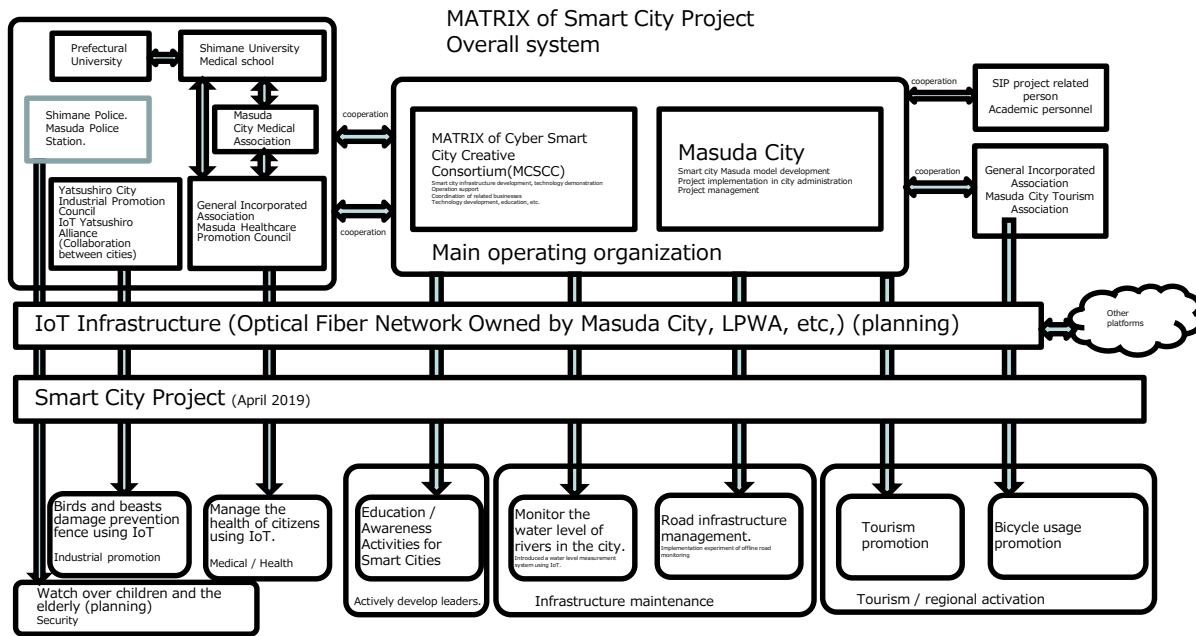 MATRIX of Smart City Project
Overall system
Prefectural
University
Shimane University
Medical school
Shimane Police.
Masuda Police
Station.
Masuda
City Medical
Association
Yatsushiro City
Industrial Promotion
Council
IoT Yatsushiro
Alliance
(Collaboration
between cities)
General Incorporated
Association
Masuda Healthcare
Promotion Council
cooperation
cooperation
MATRIX of Cyber Smart
City Creative
Consortium(MCSCC)
Smart city infrastructure development, technology demonstration
Operation support
Coordination of related businesses
Technology development, education, etc.
Masuda City
Smart city Masuda model development
Project implementation in city administration
Project management
Main operating organization
cooperation
SIP project related
person
Academic personnel
cooperation
General Incorporated
Association
Masuda City Tourism
Association
IoT Infrastructure (Optical Fiber Network Owned by Masuda City, LPWA, etc,) (planning)
Other
platforms
Smart City Project (April 2019)
Birds and beasts
damage prevention
fence using IoT
Industrial promotion
Manage the
health of citizens
using IoT.
Medical / Health
Education /
Awareness
Activities for
Smart Cities
Actively develop leaders.
Monitor the
water level of
rivers in the city.
Introduced a water level measurement
system using IoT.
Road infrastructure
management.
Implementation experiment of offline road
monitoring
Infrastructure maintenance
Tourism
promotion
Bicycle usage
promotion
Tourism / regional activation
Watch over children and the
elderly (planning)
Security